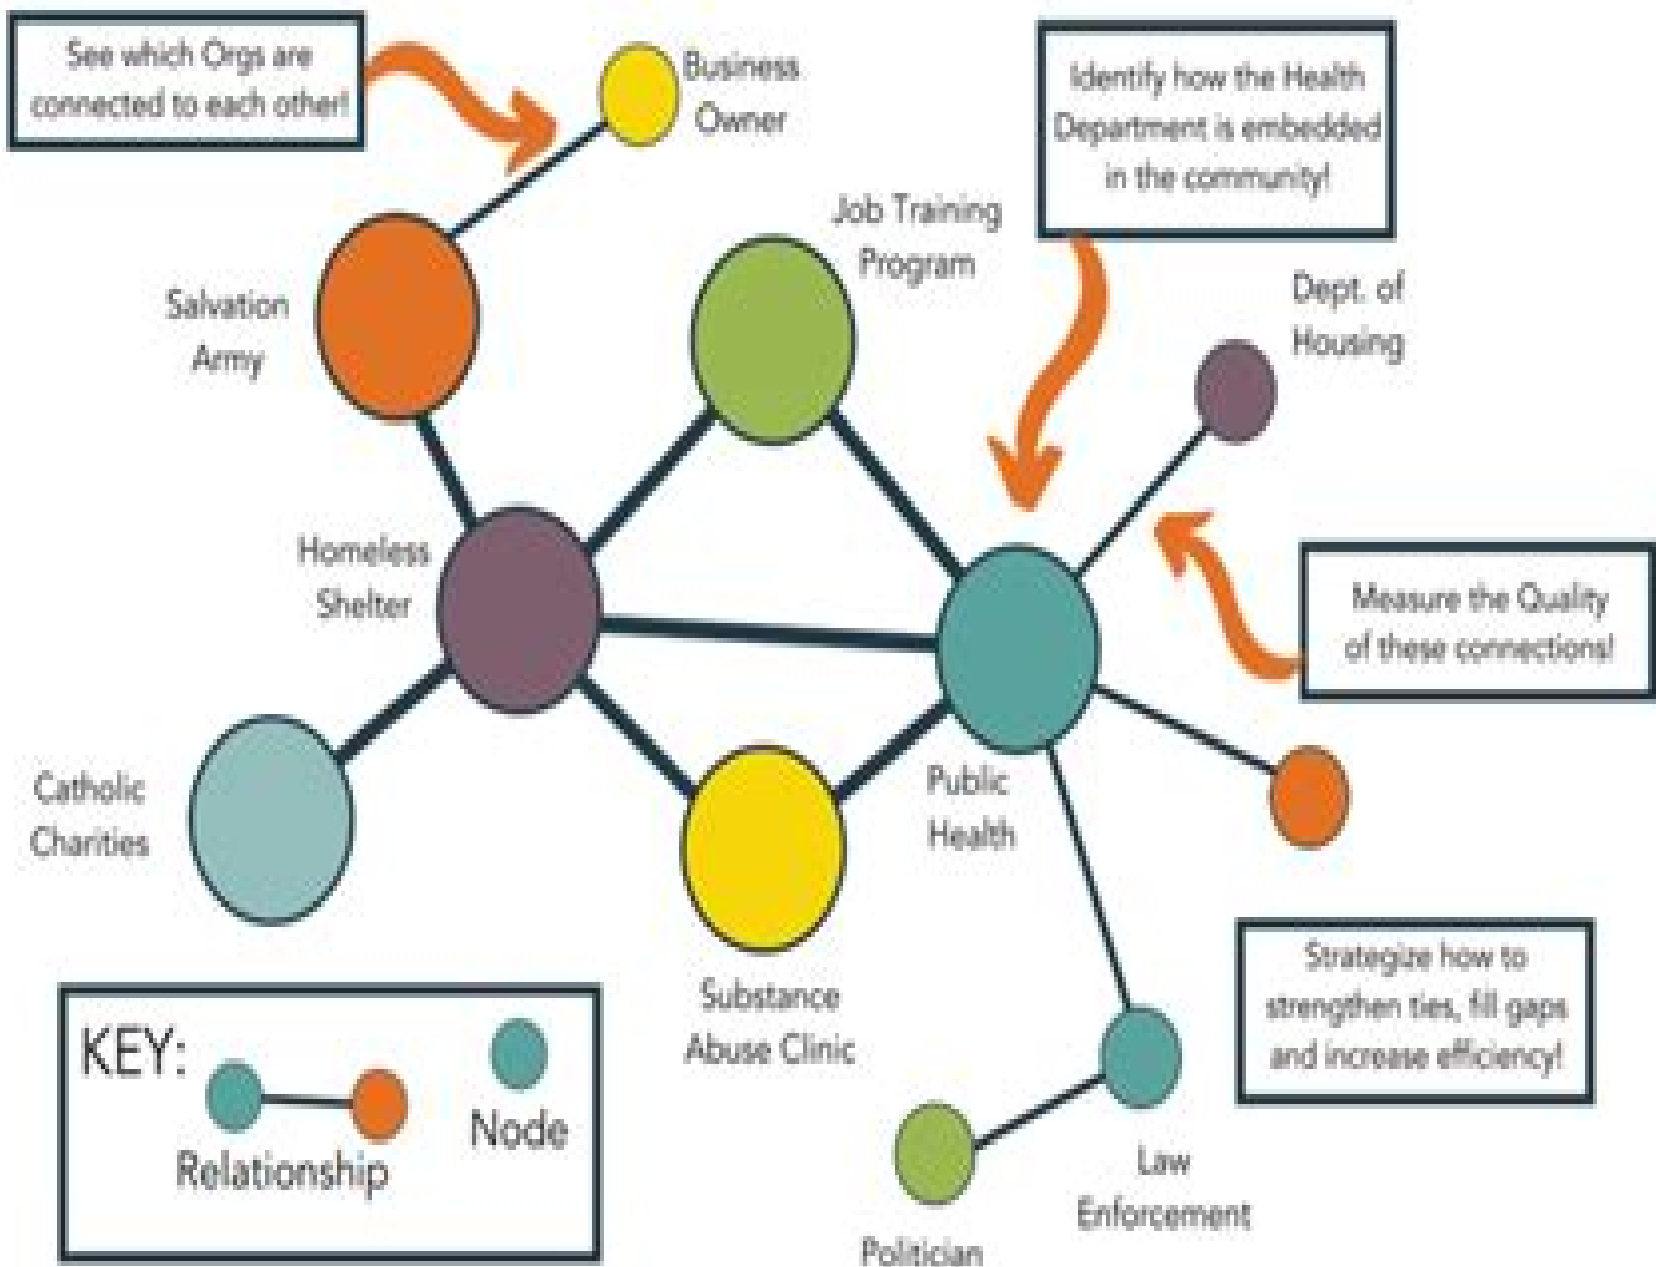 See which Orgs are
connected to each other!
Business
Owner
Identify how the Health
Department is embedded
in the community!
Job Training
Program
Dept. of
Housing
Salvation
Army
Homeless
Shelter
Measure the Quality
of these connections!
Catholic
Charities
Public
Health
Substance
Abuse Clinic
Strategize how to
strengthen ties, fill gaps
and increase efficiency!
KEY:
Node
Relationship
Law
Enforcement
Politician